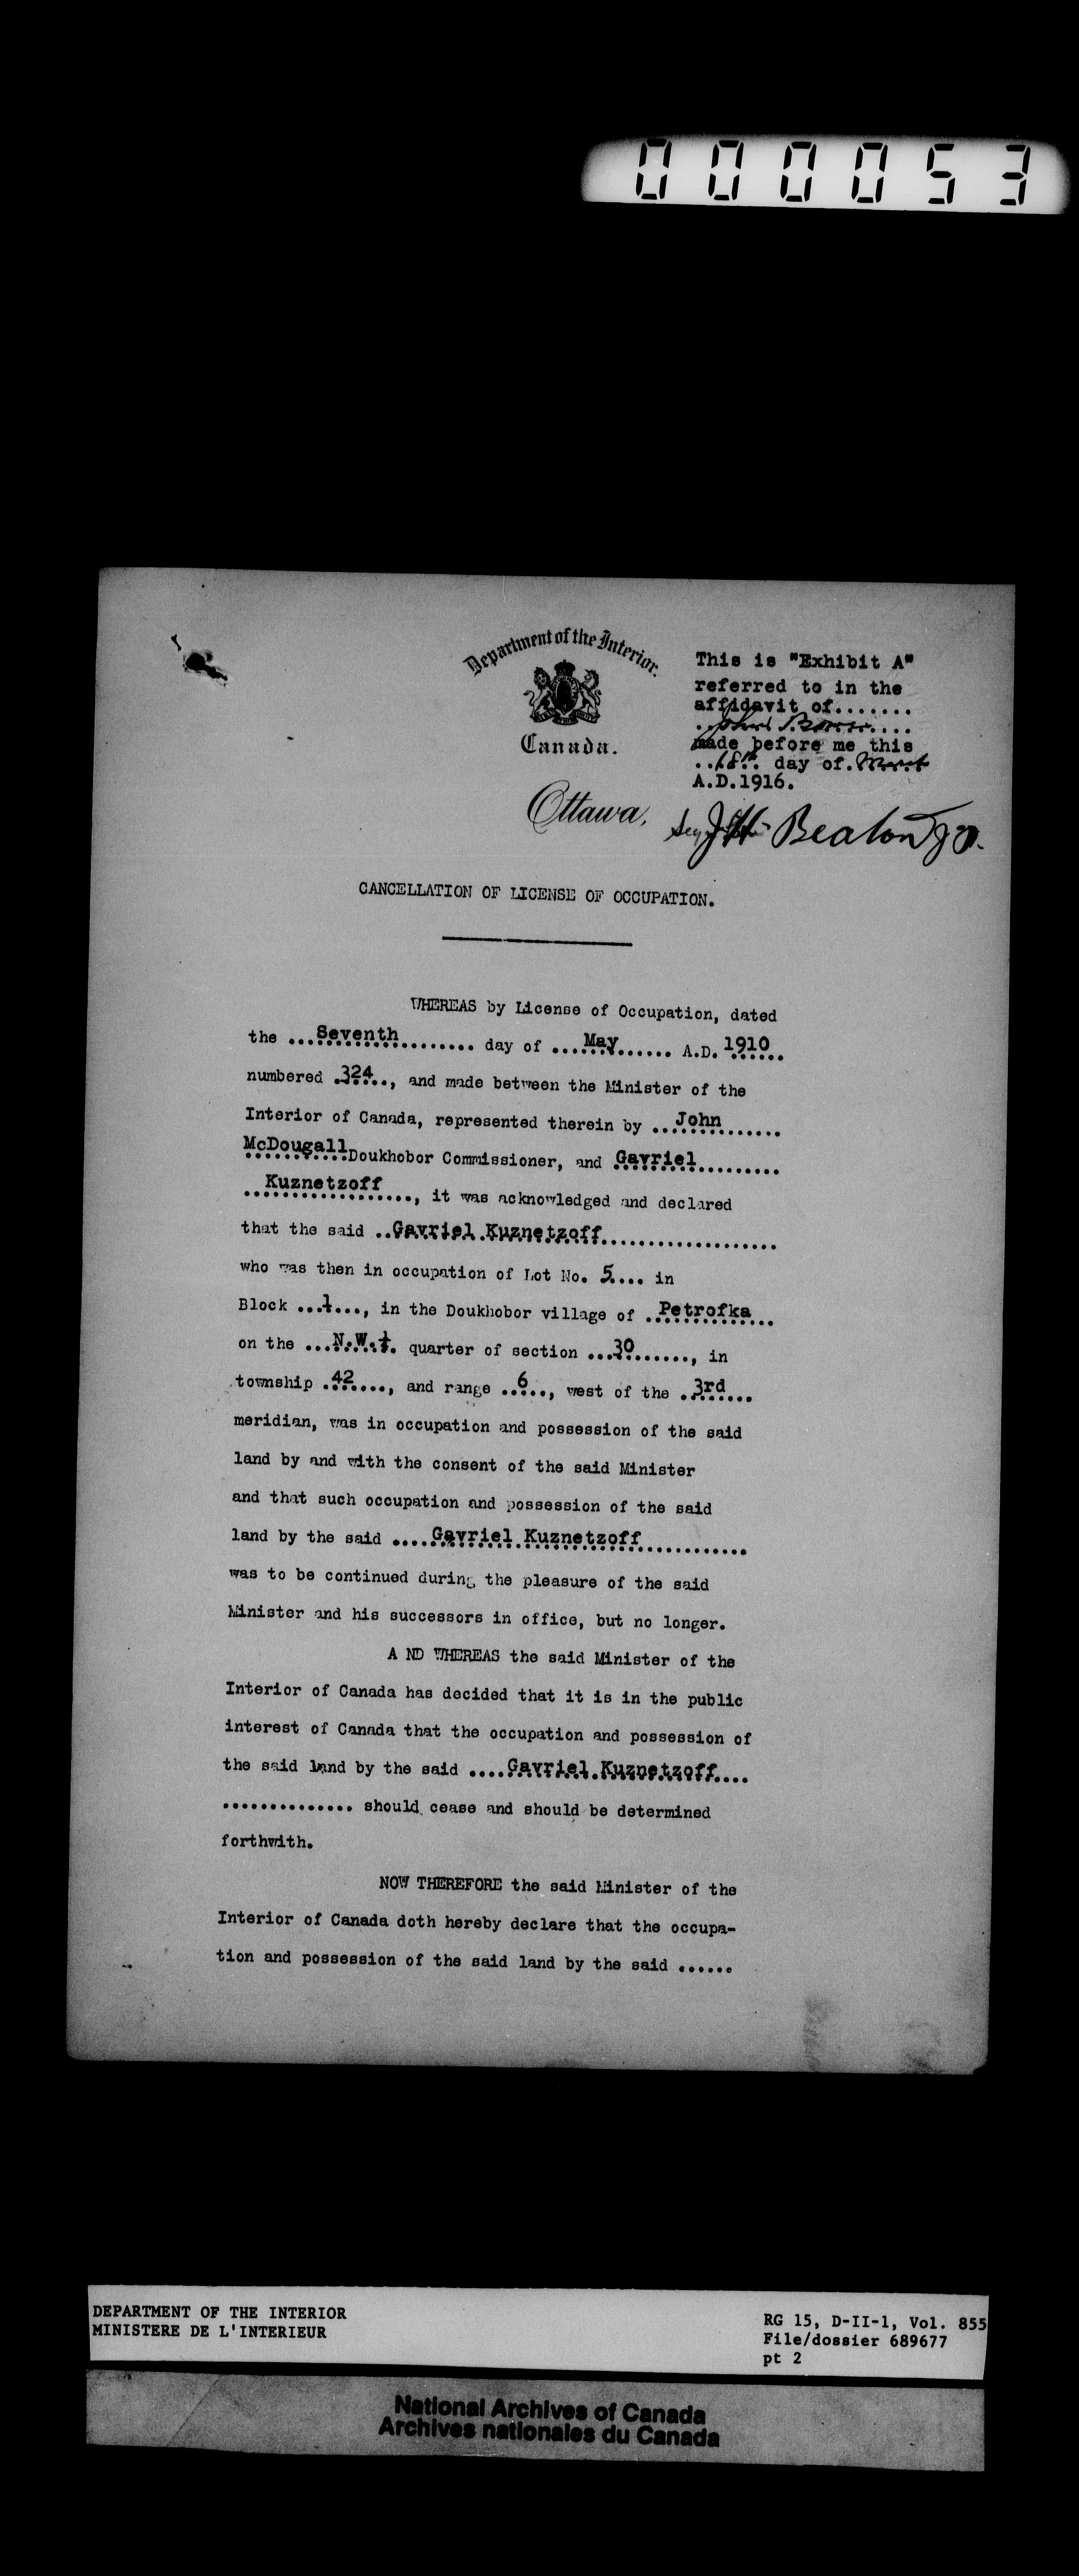 000053
Department of the Interior.
Canada.
This is "Exhibit A"
referred to in the
affidavit of.......
..John
made before me this
..18th. day of.
A.D.1916.
Ottawa,
Beaton
CANCELLATION OF LICENSE OF OCCUPATION.
WHEREAS by License of Occupation, dated
the ...Seventh......... day of ....May...... A.D. 1910
numbered .324..., and made between the Minister of the
Interior of Canada, represented therein by ..John.......
McDougall Doukhobor Commissioner, and Gavriel..........
..Kuznetzoff...., it was acknowledged and declared
that the said ..Gavriel Kuznetzoff....................
who was then in occupation of Lot No. 5.... in
Block ...1..., in the Doukhobor village of ..Petrofka...
on the ...N.W.¼. quarter of section ...30......., in
township .42....., and range ..6..., west of the .3rd...
meridian, was in occupation and possession of the said
land by and with the consent of the said Minister
and that such occupation and possession of the said
land by the said ....Gavriel Kuznetzoff.............
was to be continued during the pleasure of the said
Minister and his successors in office, but no longer.
A ND WHEREAS the said Minister of the
Interior of Canada has decided that it is in the public
interest of Canada that the occupation and possession of
the said land by the said ....Gavriel Kuznetzoff....
.............. should cease and should be determined
forthwith.
NOW THEREFORE the said Minister of the
Interior of Canada doth hereby declare that the occupa-
tion and possession of the said land by the said ......
DEPARTMENT OF THE INTERIOR
MINISTERE DE L'INTERIEUR
RG 15, D-II-1, Vol. 855
File/dossier 689677
pt 2
National Archives of Canada
Archives nationales du Canada